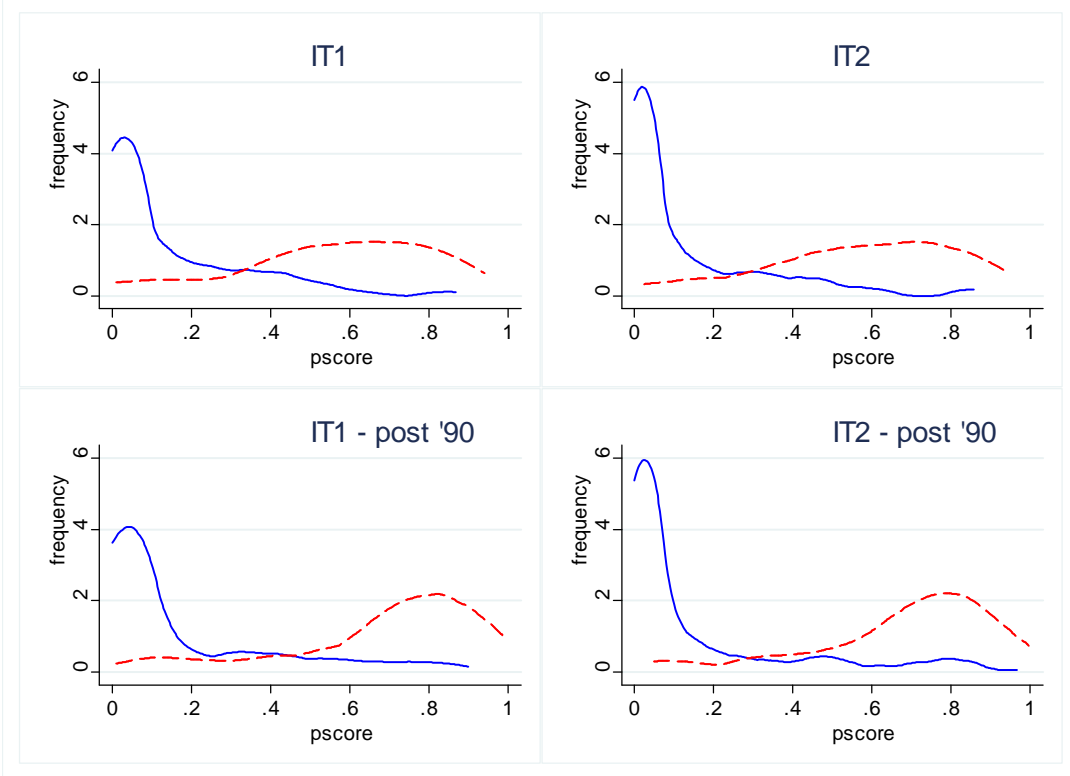 IT1
frequency
0 2 4 6
0 .2 .4 .6 .8 1
pscore
IT2
frequency
0 2 4 6
0 .2 .4 .6 .8 1
pscore
IT1 - post '90
frequency
0 2 4 6
0 .2 .4 .6 .8 1
pscore
IT2 - post '90
frequency
0 2 4 6
0 .2 .4 .6 .8 1
pscore